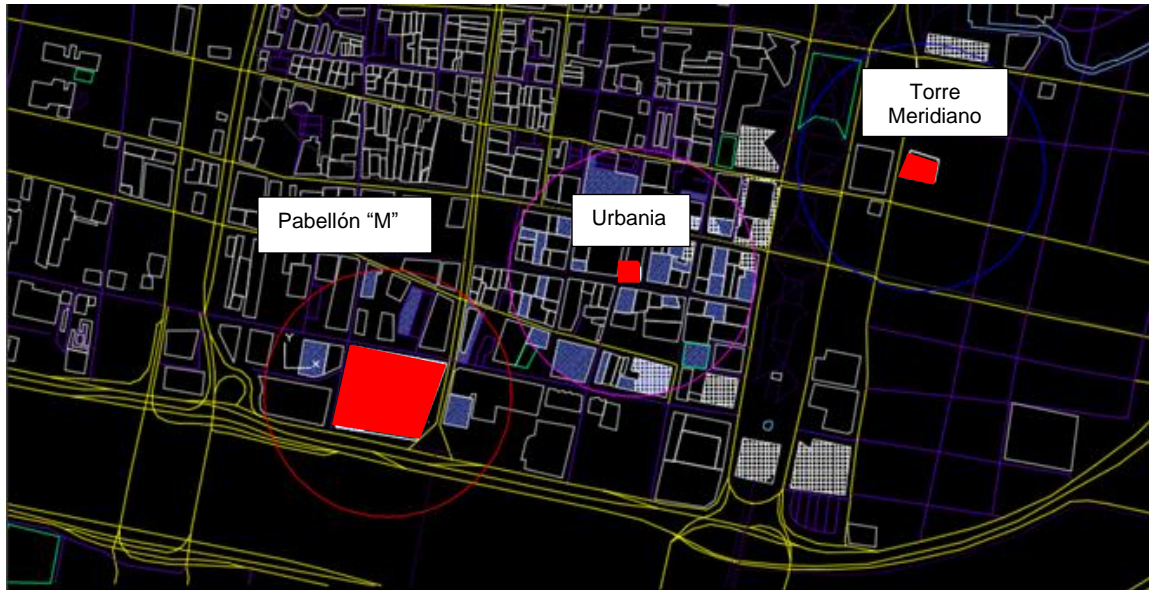 Torre
Meridiano
Pabellón “M”
Urbania
Y
X